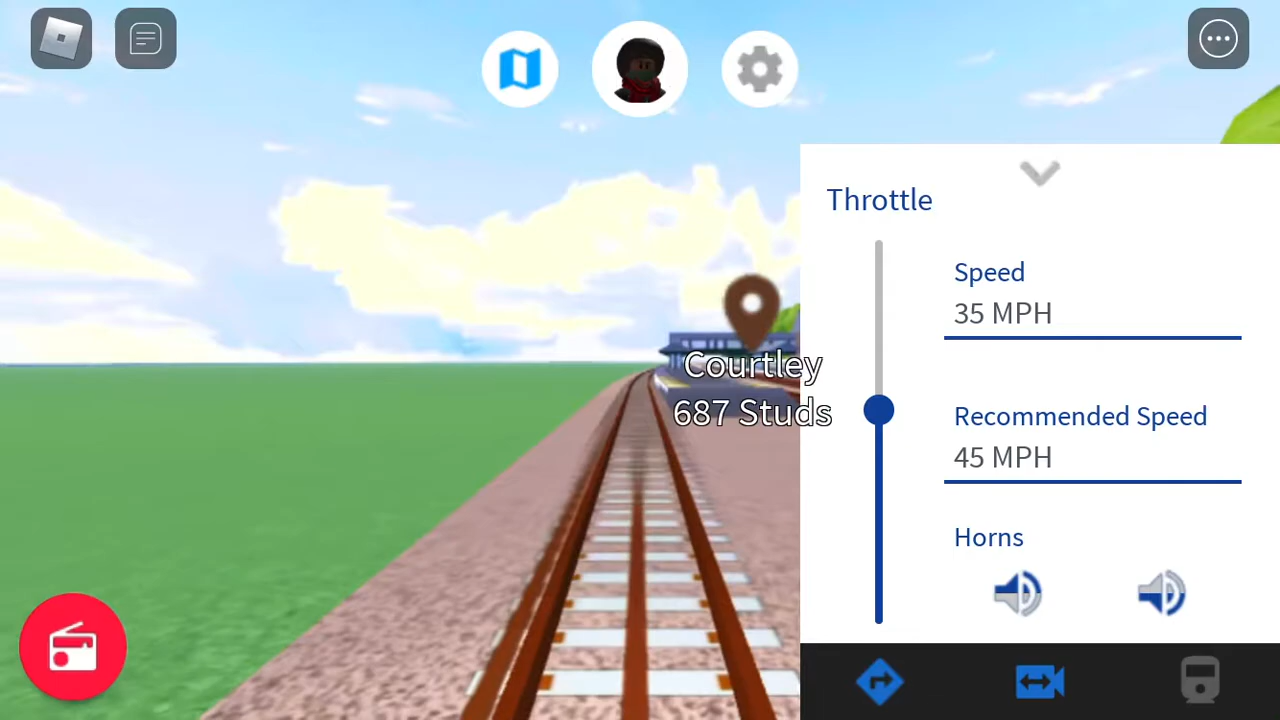 Throttle
Speed
35 MPH
Courtley
687 Studs
Recommended Speed
45 MPH
Horns